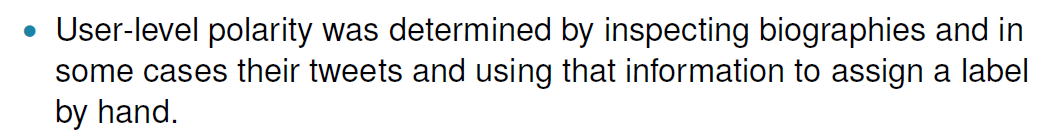 • User-level polarity was determined by inspecting biographies and in
some cases their tweets and using that information to assign a label
by hand.